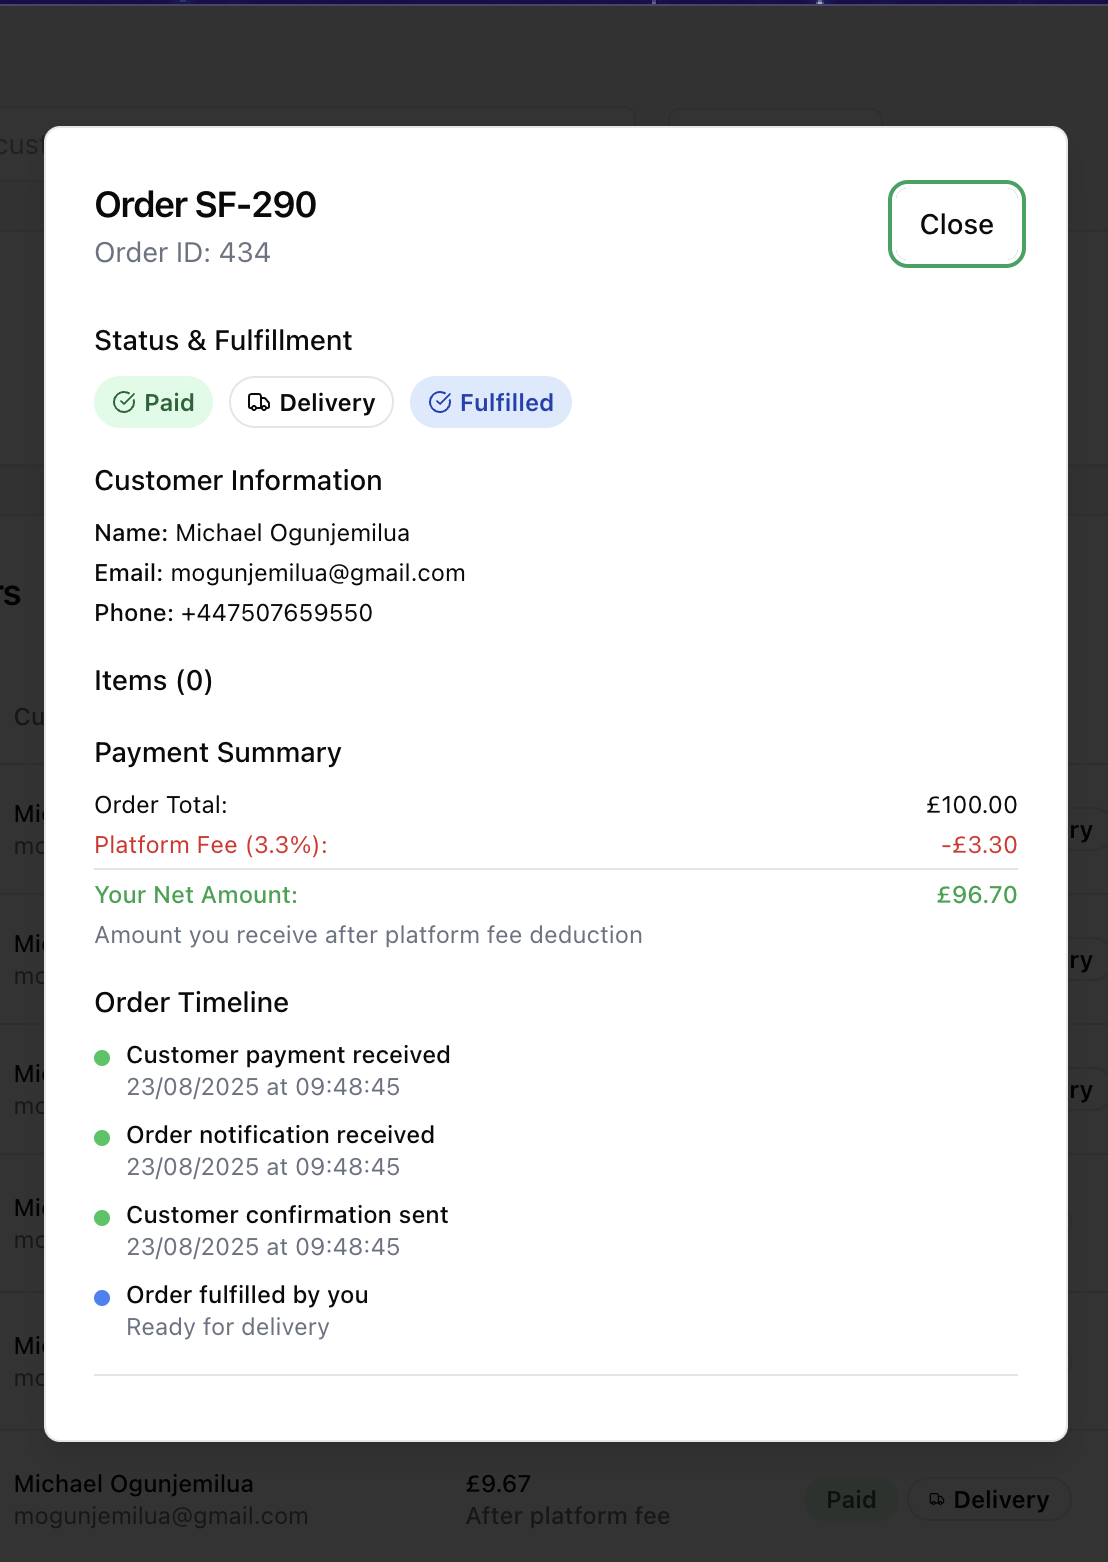 Order SF-290
Close
Order ID: 434
Status & Fulfillment
Paid
Delivery
Fulfilled
Customer Information
Name: Michael Ogunjemilua
Email: mogunjemilua@gmail.com
Phone: +447507659550
Items (0)
Payment Summary
Order Total: £100.00
Platform Fee (3.3%): -£3.30
Your Net Amount: £96.70
Amount you receive after platform fee deduction
Order Timeline
Customer payment received
23/08/2025 at 09:48:45
Order notification received
23/08/2025 at 09:48:45
Customer confirmation sent
23/08/2025 at 09:48:45
Order fulfilled by you
Ready for delivery
Michael Ogunjemilua £9.67 Paid Delivery
mogunjemilua@gmail.com After platform fee